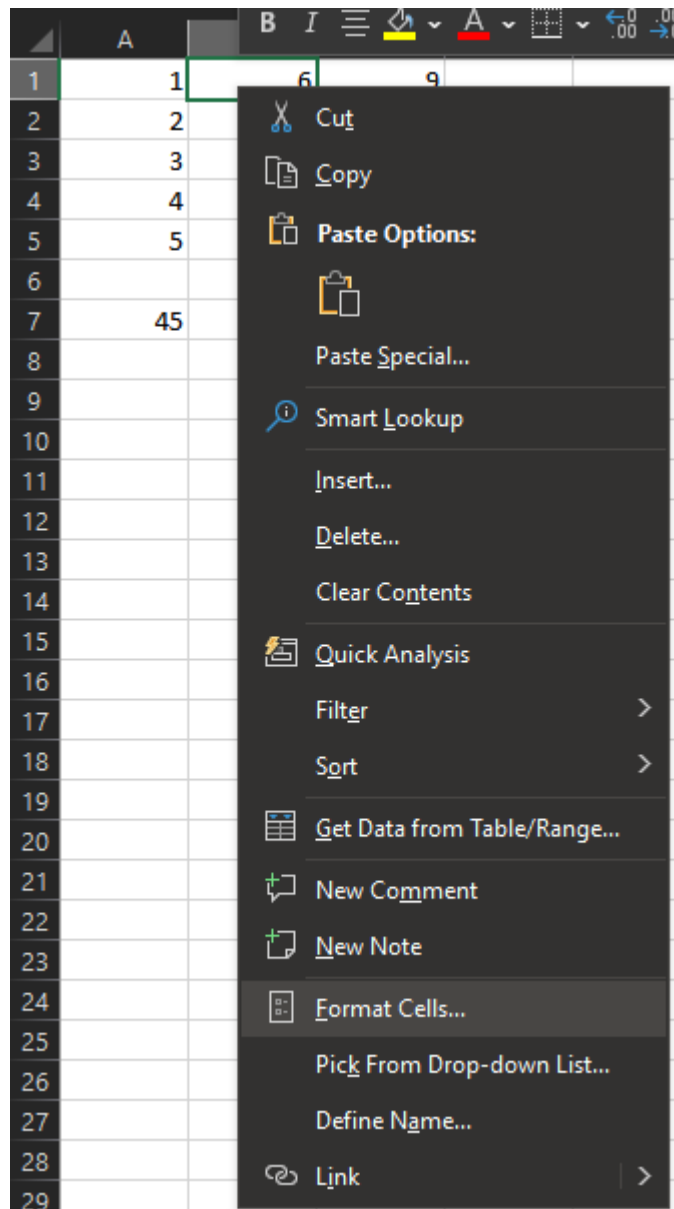 B I A .00 .0
A
1 1 6 9
2 2
3 3
4 4
5 5
6
7 45
8
9
10
11
12
13
14
15
16
17
18
19
20
21
22
23
24
25
26
27
28
29
Cut
Copy
Paste Options:
Paste Special...
Smart Lookup
Insert...
Delete...
Clear Contents
Quick Analysis
Filter
Sort
Get Data from Table/Range...
New Comment
New Note
Format Cells...
Pick From Drop-down List...
Define Name...
Link